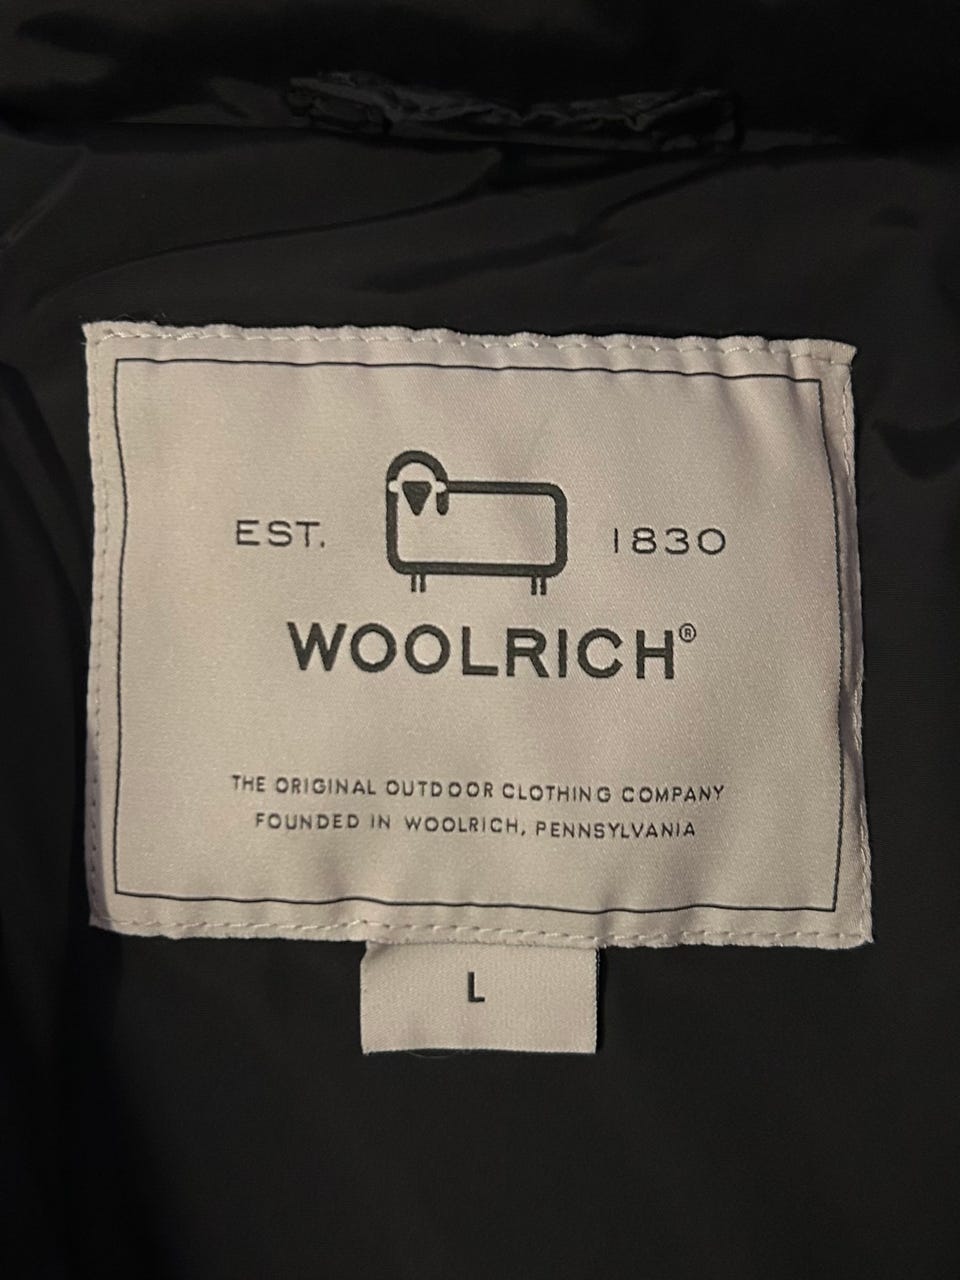 EST. 1830
WOOLRICH®
THE ORIGINAL OUTDOOR CLOTHING COMPANY
FOUNDED IN WOOLRICH, PENNSYLVANIA
L